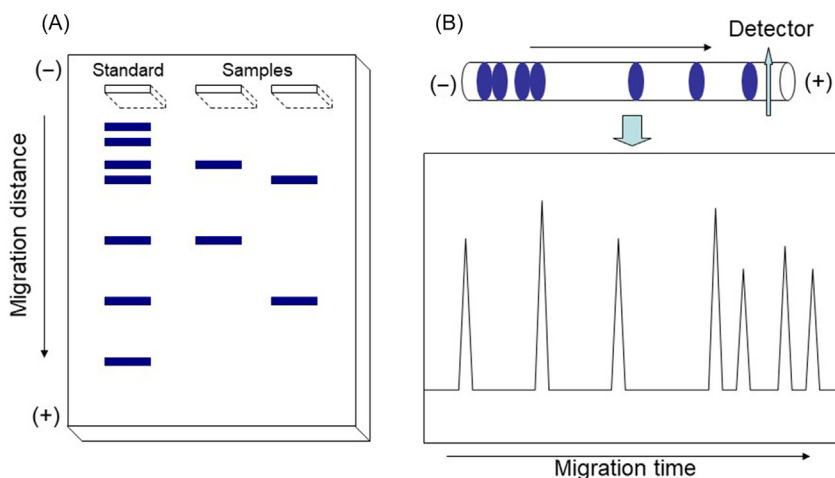 (A)
(–)
Standard Samples
Migration distance
(+)
(B)
Detector
(–)
(+)
Migration time